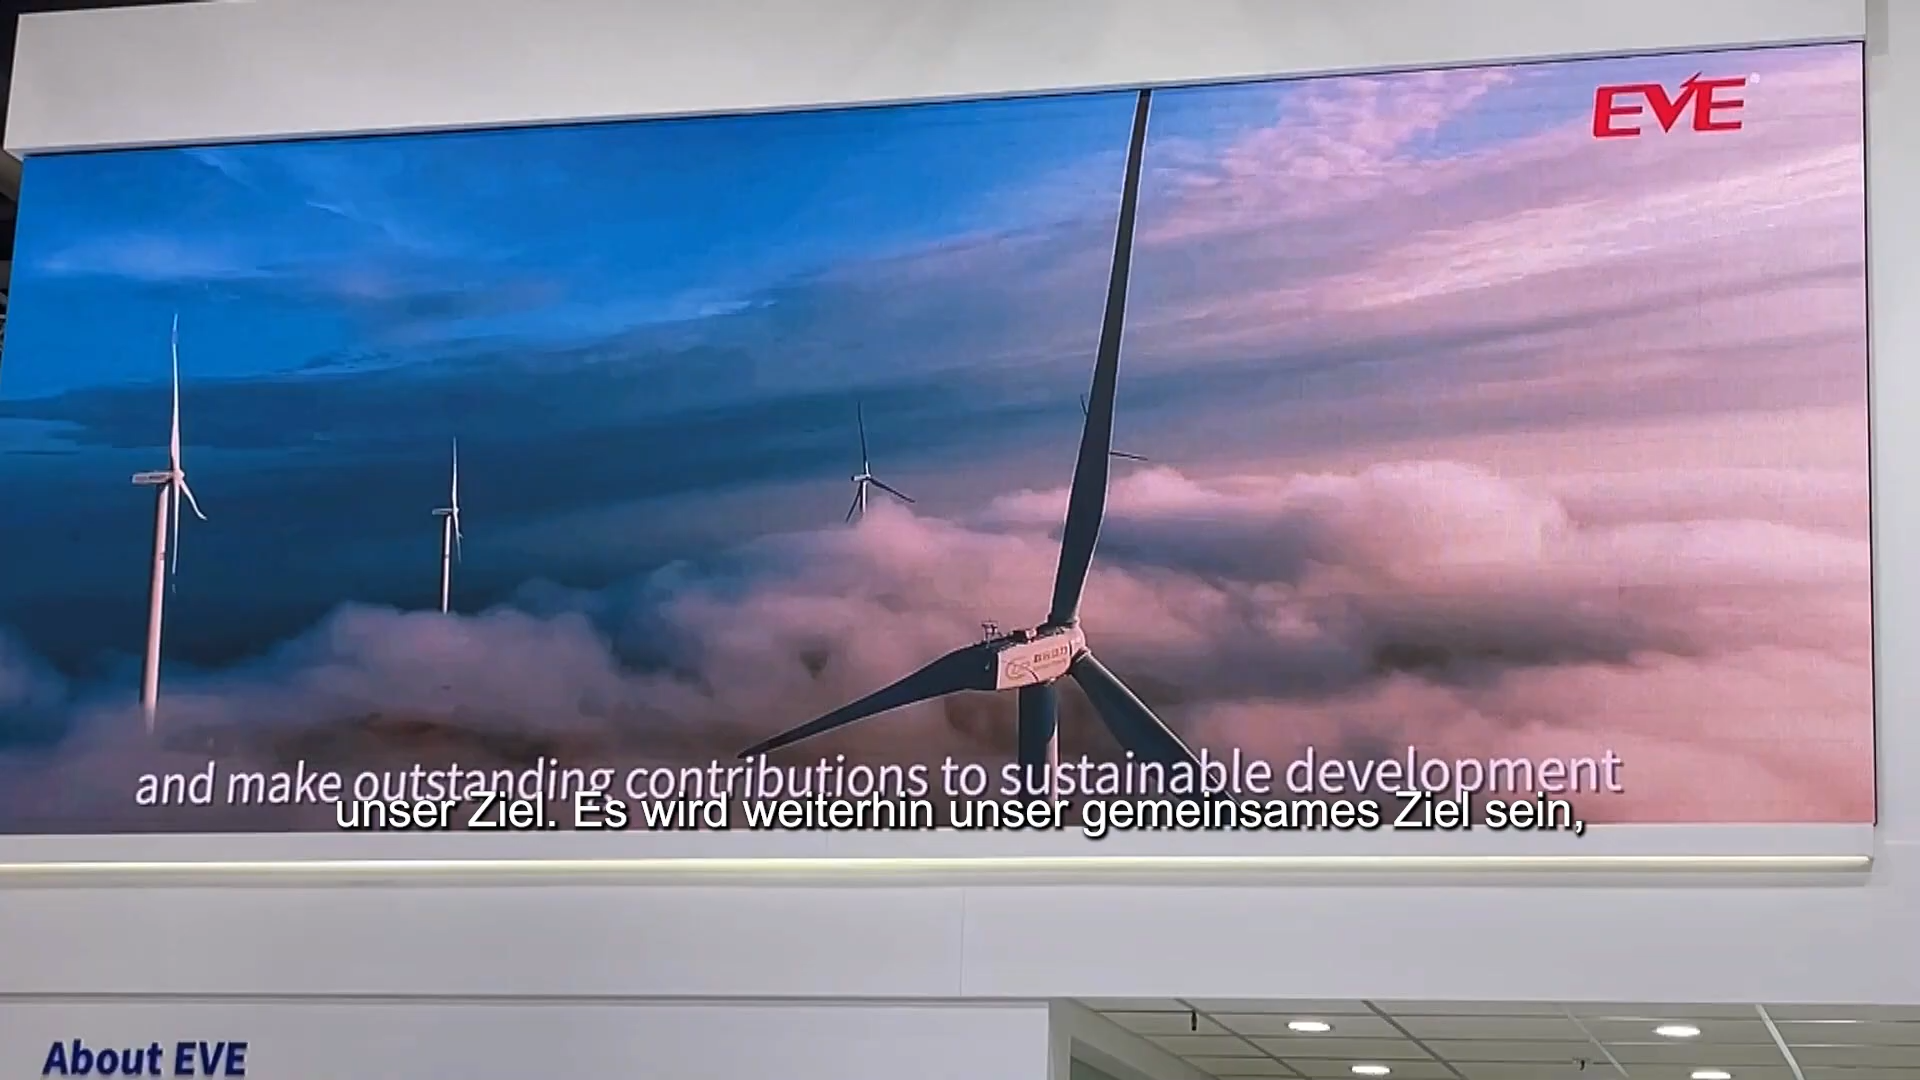 EVE
and make outstanding contributions to sustainable development
unser Ziel. Es wird weiterhin unser gemeinsames Ziel sein,
About EVE